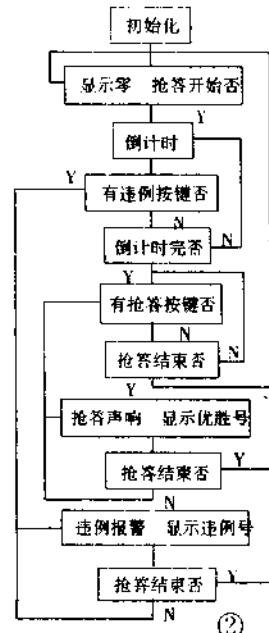 初始化
显示零 抢答开始否
Y
倒计时
Y
有违例按键否
N
倒计时完否
N
Y
有抢答按键否
N
抢答结束否
N
Y
抢答声响 显示优胜号
抢答结束否
Y
N
违例报警 显示违例号
抢答结束否
Y
N
②